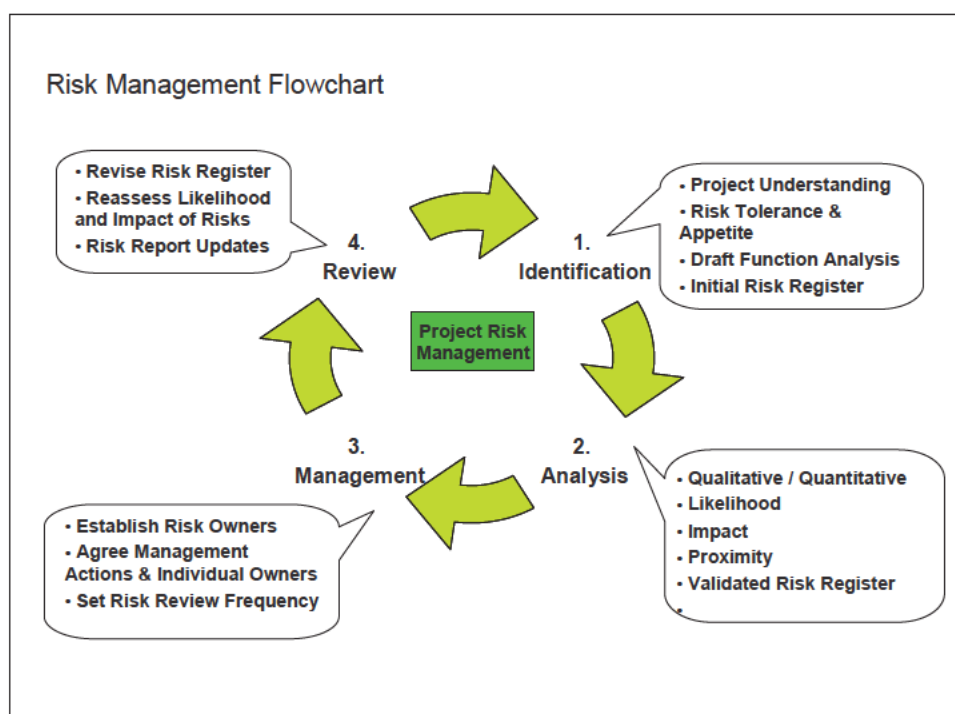 Risk Management Flowchart
• Revise Risk Register
• Reassess Likelihood
and Impact of Risks
• Risk Report Updates
4.
Review
1.
Identification
• Project Understanding
• Risk Tolerance &
Appetite
• Draft Function Analysis
• Initial Risk Register
Project Risk
Management
3.
Management
2.
Analysis
• Establish Risk Owners
• Agree Management
Actions & Individual Owners
• Set Risk Review Frequency
• Qualitative / Quantitative
• Likelihood
• Impact
• Proximity
• Validated Risk Register
•